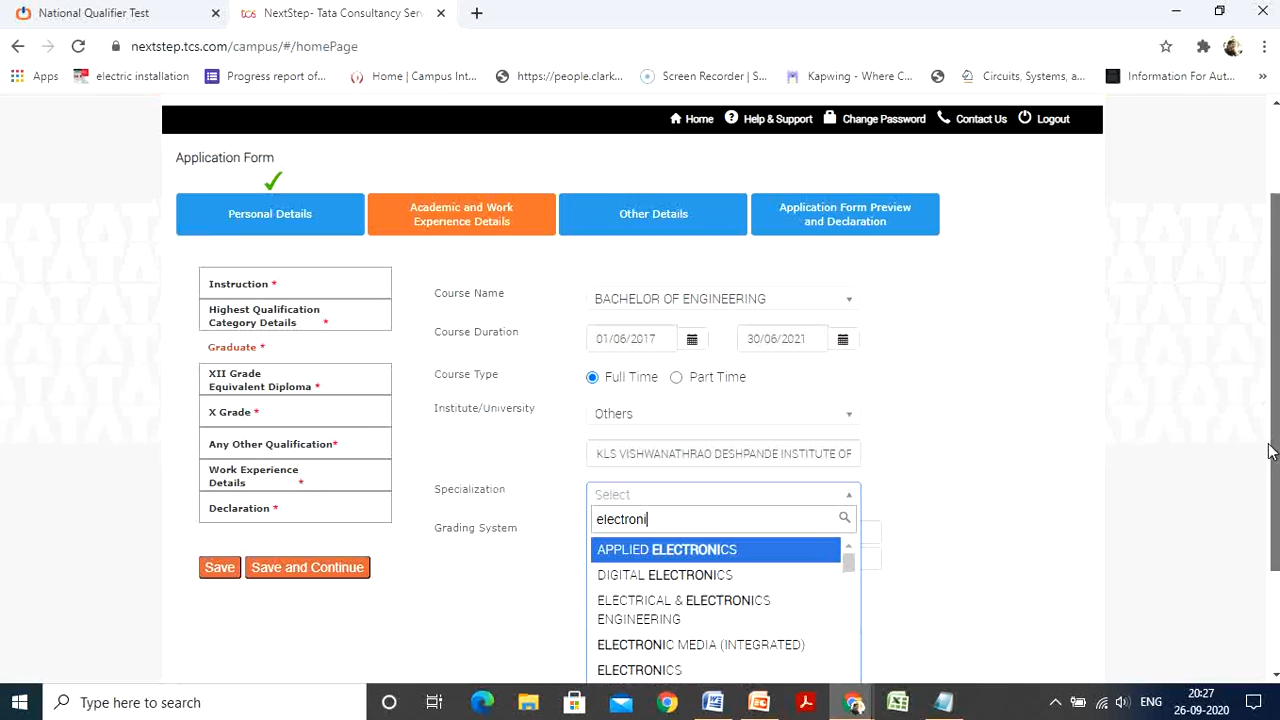 National Qualifier Test
NextStep- Tata Consultancy Serv
nextstep.tcs.com/campus/#/homePage
Apps
electric installation
Progress report of...
Home | Campus Int...
https://people.clark...
Screen Recorder | S...
Kapwing - Where C...
Circuits, Systems, a...
Information For Aut...
Home
Help & Support
Change Password
Contact Us
Logout
Application Form
Personal Details
Academic and Work
Experience Details
Other Details
Application Form Preview
and Declaration
Instruction *
Highest Qualification
Category Details *
Graduate *
XII Grade
Equivalent Diploma *
X Grade *
Any Other Qualification*
Work Experience
Details *
Declaration *
Save
Save and Continue
Course Name
BACHELOR OF ENGINEERING
Course Duration
01/06/2017
30/06/2021
Course Type
Full Time
Part Time
Institute/University
Others
KLS VISHWANATHRAO DESHPANDE INSTITUTE OF
Specialization
Select
electroni
Grading System
APPLIED ELECTRONICS
DIGITAL ELECTRONICS
ELECTRICAL & ELECTRONICS
ENGINEERING
ELECTRONIC MEDIA (INTEGRATED)
ELECTRONICS
Type here to search
ENG
20:27
26-09-2020